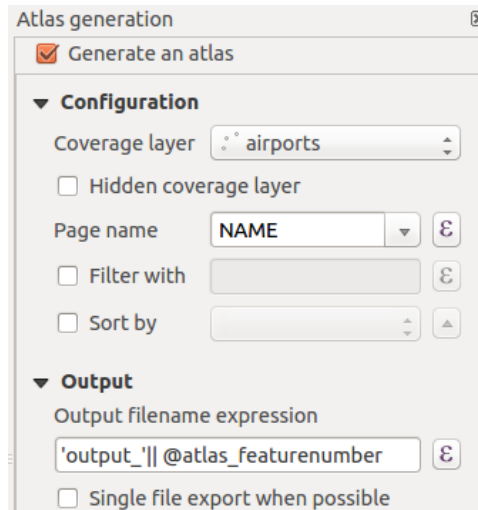 Atlas generation
Generate an atlas
Configuration
Coverage layer airports
Hidden coverage layer
Page name NAME ε
Filter with ε
Sort by
Output
Output filename expression
'output_'|| @atlas_featurenumber ε
Single file export when possible